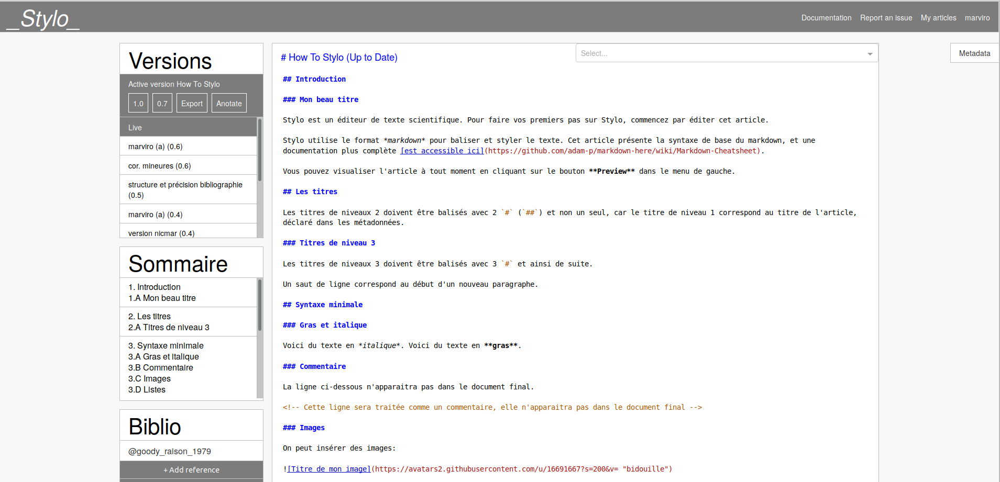 _Stylo_
Documentation Report an issue My articles marviro
Versions
Active version How To Stylo
1.0 0.7 Export Anotate
Live
marviro (a) (0.6)
cor. mineures (0.6)
structure et précision bibliographie
(0.5)
marviro (a) (0.4)
version nicmar (0.4)
Sommaire
1. Introduction
1.A Mon beau titre
2. Les titres
2.A Titres de niveau 3
3. Syntaxe minimale
3.A Gras et italique
3.B Commentaire
3.C Images
3.D Listes
Biblio
@goody_raison_1979
+ Add reference
# How To Stylo (Up to Date)
Select...
## Introduction
### Mon beau titre
Stylo est un éditeur de texte scientifique. Pour faire vos premiers pas sur Stylo, commencez par éditer cet article.
Stylo utilise le format *markdown* pour baliser et styler le texte. Cet article présente la syntaxe de base du markdown, et une
documentation plus complète [est accessible ici](https://github.com/adam-p/markdown-here/wiki/Markdown-Cheatsheet).
Vous pouvez visualiser l'article à tout moment en cliquant sur le bouton **Preview** dans le menu de gauche.
## Les titres
Les titres de niveaux 2 doivent être balisés avec 2 `#` (`##`) et non un seul, car le titre de niveau 1 correspond au titre de l'article,
déclaré dans les métadonnées.
### Titres de niveau 3
Les titres de niveaux 3 doivent être balisés avec 3 `#` et ainsi de suite.
Un saut de ligne correspond au début d'un nouveau paragraphe.
## Syntaxe minimale
### Gras et italique
Voici du texte en *italique*. Voici du texte en **gras**.
### Commentaire
La ligne ci-dessous n'apparaitra pas dans le document final.
<!-- Cette ligne sera traitée comme un commentaire, elle n'apparaitra pas dans le document final -->
### Images
On peut insérer des images:
![Titre de mon image](https://avatars2.githubusercontent.com/u/16691667?s=200&v= "bidouille")
Metadata